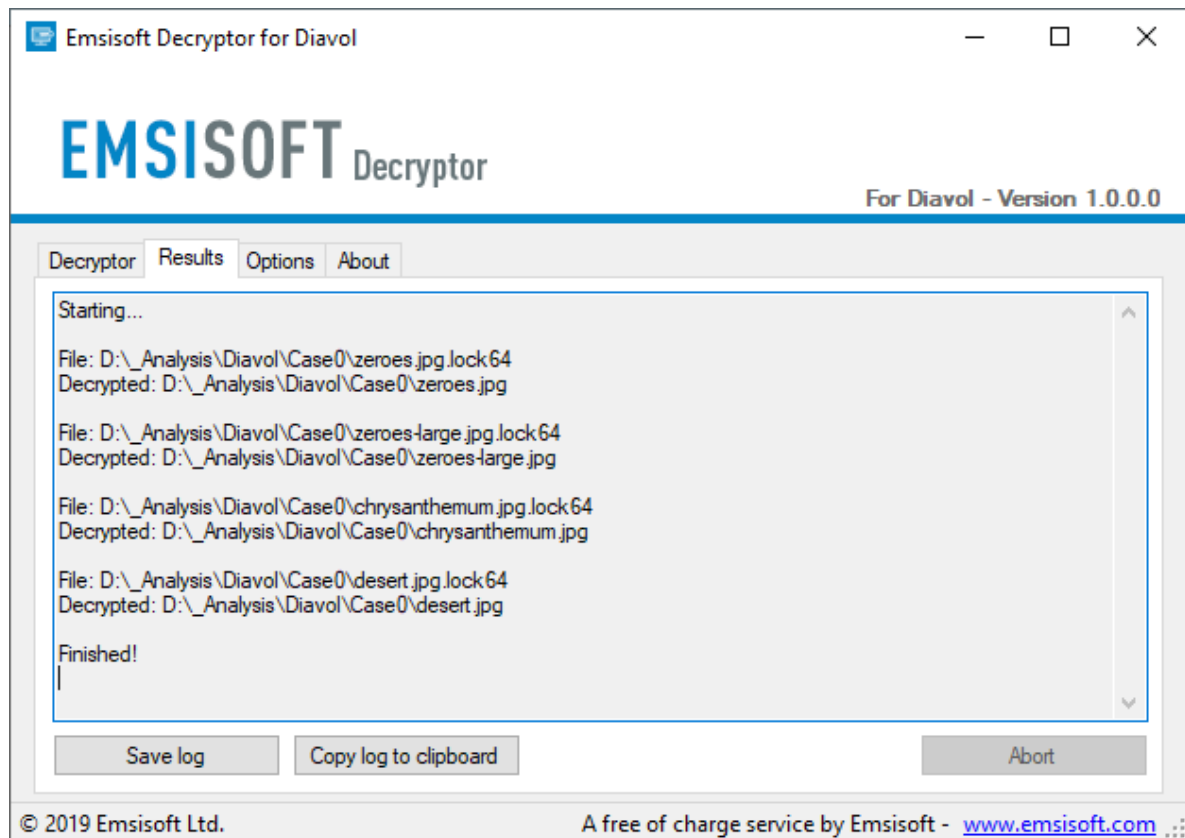 Emsisoft Decryptor for Diavol
EMSISOFT Decryptor
For Diavol - Version 1.0.0.0
Decryptor Results Options About
Starting...
File: D:\_Analysis\Diavol\Case0\zeroes.jpg.lock64
Decrypted: D:\_Analysis\Diavol\Case0\zeroes.jpg
File: D:\_Analysis\Diavol\Case0\zeroes-large.jpg.lock64
Decrypted: D:\_Analysis\Diavol\Case0\zeroes-large.jpg
File: D:\_Analysis\Diavol\Case0\chrysanthemum.jpg.lock64
Decrypted: D:\_Analysis\Diavol\Case0\chrysanthemum.jpg
File: D:\_Analysis\Diavol\Case0\desert.jpg.lock64
Decrypted: D:\_Analysis\Diavol\Case0\desert.jpg
Finished!
Save log Copy log to clipboard Abort
© 2019 Emsisoft Ltd. A free of charge service by Emsisoft - www.emsisoft.com